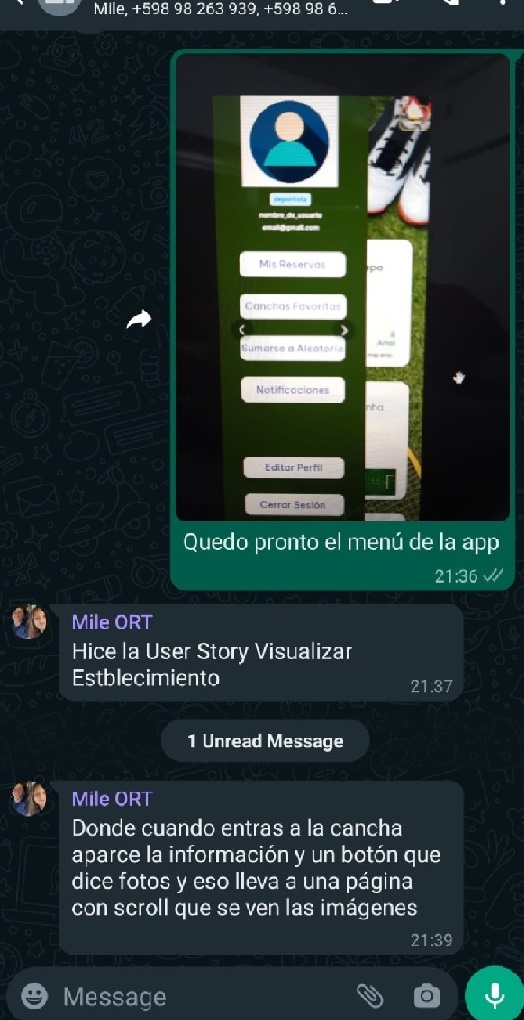 Mile, +598 98 263 939, +598 98 6...
deportista
nombre_de_usuario
email@gmail.com
Mis Reservas
Canchas Favoritas
Sumarse a Aleatorio
Notificaciones
Editar Perfil
Cerrar Sesión
Quedo pronto el menú de la app
21:36
Mile ORT
Hice la User Story Visualizar
Estblecimiento
21:37
1 Unread Message
Mile ORT
Donde cuando entras a la cancha
aparce la información y un botón que
dice fotos y eso lleva a una página
con scroll que se ven las imágenes
21:39
Message